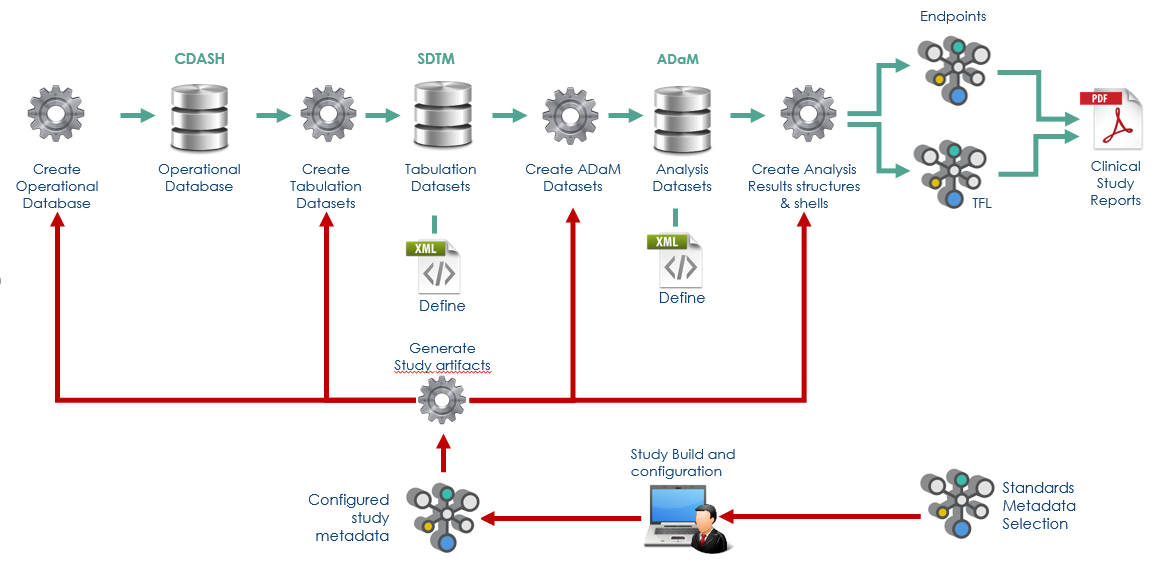 Endpoints
CDASH
SDTM
ADaM
PDF
Create
Operational
Database
Operational
Database
Create
Tabulation
Datasets
Tabulation
Datasets
Create ADaM
Datasets
Analysis
Datasets
Create Analysis
Results structures
& shells
TFL
Clinical
Study
Reports
XML
</>
Define
XML
</>
Define
Generate
Study artifacts
Study Build and
configuration
Configured
study
metadata
Standards
Metadata
Selection